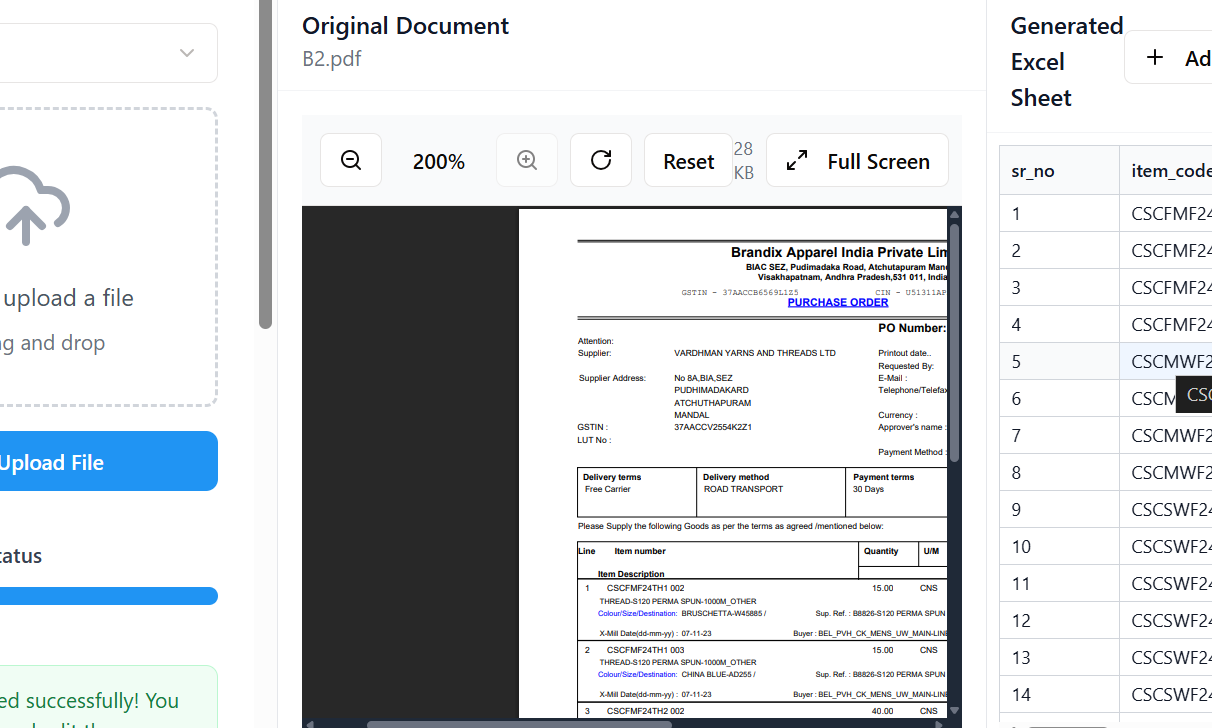 Original Document
B2.pdf
Generated
Excel
Sheet
+ Ad
200%
Reset
28
KB
Full Screen
upload a file
g and drop
Upload File
tatus
ed successfully! You
Brandix Apparel India Private Lim
BIAC SEZ, Pudimadaka Road, Atchutapuram Mand
Visakhapatnam, Andhra Pradesh,531 011, India
GSTIN - 37AACCB6569L1Z5 CIN - U51311AP
PURCHASE ORDER
PO Number:
Attention:
Supplier: VARDHMAN YARNS AND THREADS LTD Printout date..
Requested By:
Supplier Address: No 8A,BIA,SEZ E-Mail :
PUDHIMADAKARD Telephone/Telefax
ATCHUTHAPURAM
MANDAL Currency :
GSTIN : 37AACCV2554K2Z1 Approver's name :
LUT No :
Payment Method :
Delivery terms Delivery method Payment terms
Free Carrier ROAD TRANSPORT 30 Days
Please Supply the following Goods as per the terms as agreed /mentioned below:
Line Item number Quantity U/M
Item Description
1 CSCFMF24TH1 002 15.00 CNS
THREAD-S120 PERMA SPUN-1000M_OTHER
Colour/Size/Destination: BRUSCHETTA-W45885 / Sup. Ref. : B8826-S120 PERMA SPUN
X-Mill Date(dd-mm-yy) : 07-11-23 Buyer : BEL_PVH_CK_MENS_UW_MAIN-LINE
2 CSCFMF24TH1 003 15.00 CNS
THREAD-S120 PERMA SPUN-1000M_OTHER
Colour/Size/Destination: CHINA BLUE-AD255 / Sup. Ref. : B8826-S120 PERMA SPUN
X-Mill Date(dd-mm-yy) : 07-11-23 Buyer : BEL_PVH_CK_MENS_UW_MAIN-LINE
3 CSCFMF24TH2 002 40.00 CNS
sr_no item_code
1 CSCFMF24
2 CSCFMF24
3 CSCFMF24
4 CSCFMF24
5 CSCMWF2
6 CSCM
CSC
7 CSCMWF2
8 CSCMWF2
9 CSCSWF24
10 CSCSWF24
11 CSCSWF24
12 CSCSWF24
13 CSCSWF24
14 CSCSWF24